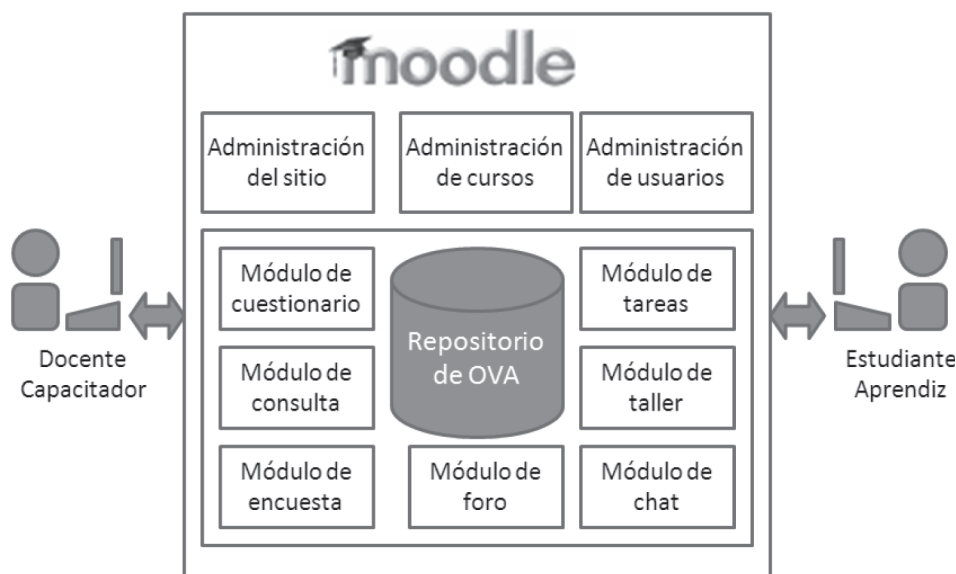 moodle
Administración
del sitio
Administración
de cursos
Administración
de usuarios
Módulo de
cuestionario
Módulo de
consulta
Módulo de
encuesta
Repositorio
de OVA
Módulo de
foro
Módulo de
tareas
Módulo de
taller
Módulo de
chat
Docente
Capacitador
Estudiante
Aprendiz